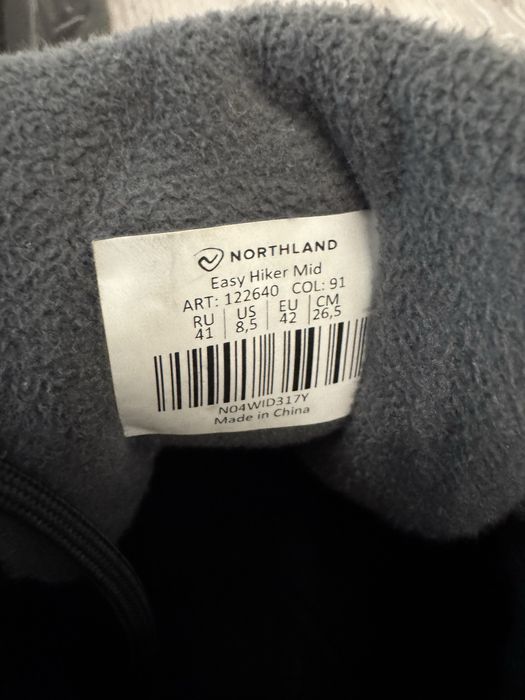 NORTHLAND
Easy Hiker Mid
ART: 122640 COL: 91
RU US EU CM
41 8,5 42 26,5
N04WID317Y
Made in China